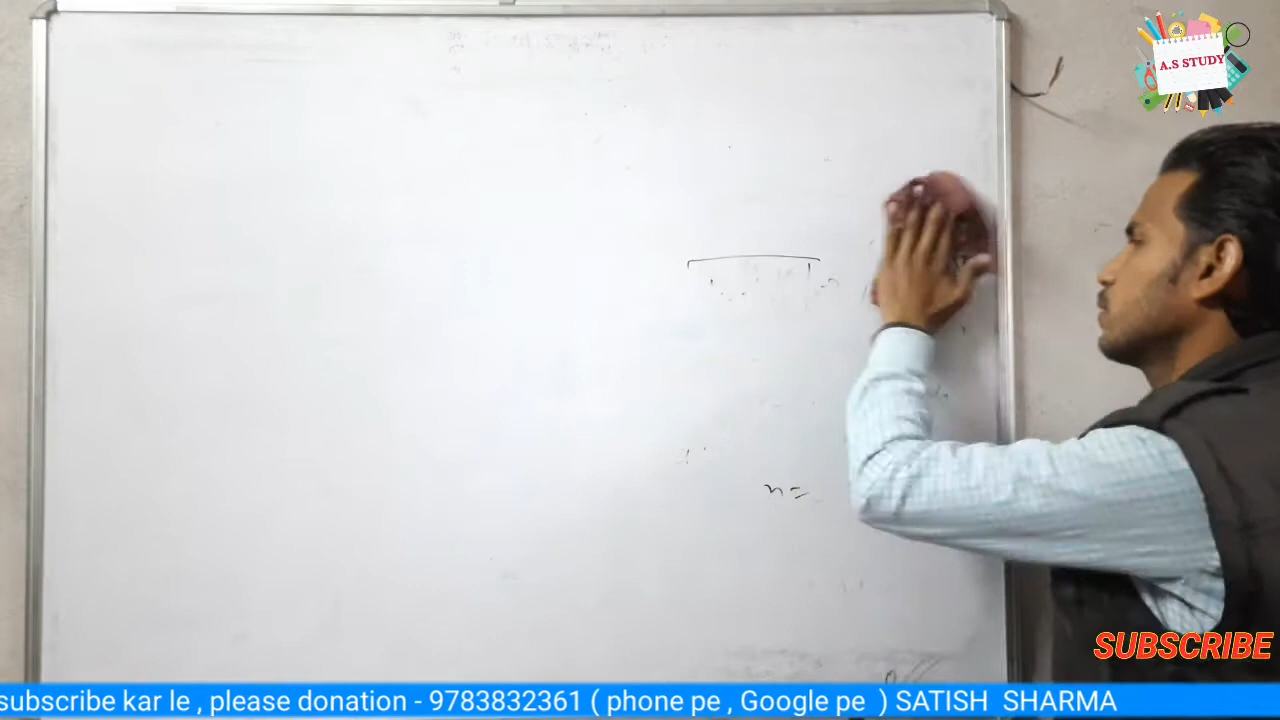 A.S STUDY
n =
SUBSCRIBE
subscribe kar le , please donation - 9783832361 ( phone pe , Google pe ) SATISH SHARMA